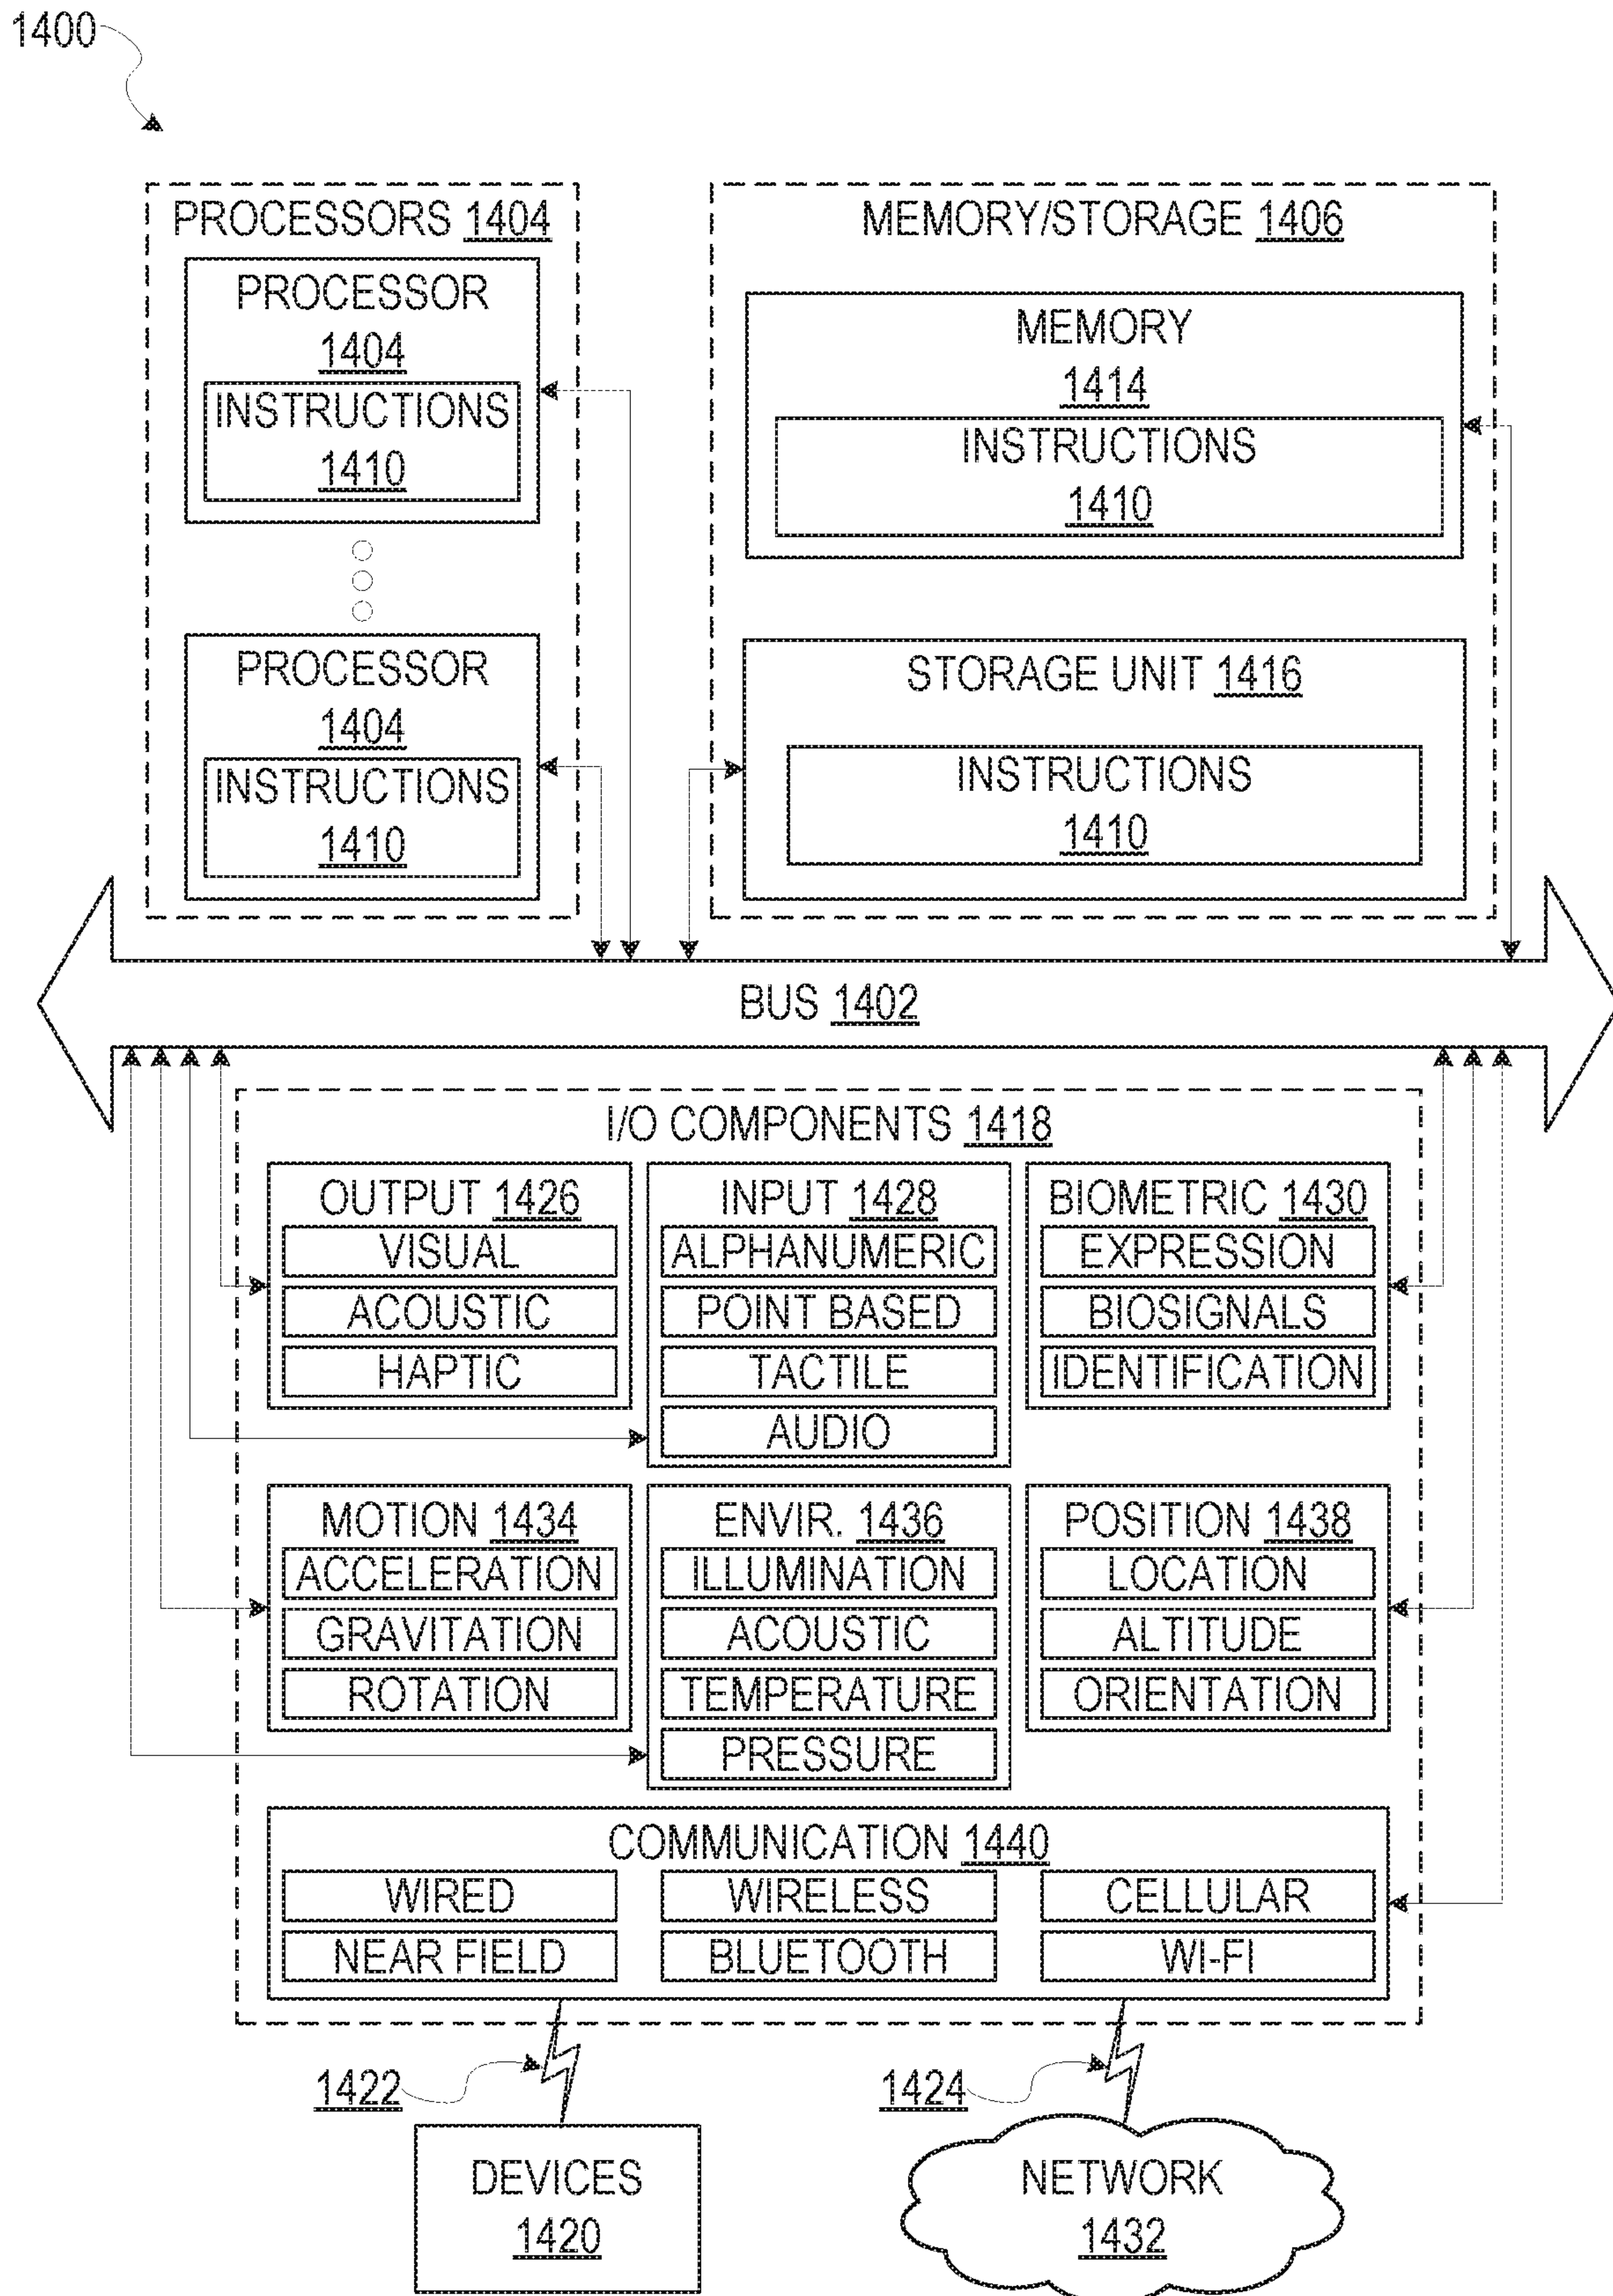 1400
PROCESSORS 1404
PROCESSOR
1404
INSTRUCTIONS
1410
PROCESSOR
1404
INSTRUCTIONS
1410
MEMORY/STORAGE 1406
MEMORY
1414
INSTRUCTIONS
1410
STORAGE UNIT 1416
INSTRUCTIONS
1410
BUS 1402
I/O COMPONENTS 1418
OUTPUT 1426
VISUAL
ACOUSTIC
HAPTIC
INPUT 1428
ALPHANUMERIC
POINT BASED
TACTILE
AUDIO
BIOMETRIC 1430
EXPRESSION
BIOSIGNALS
IDENTIFICATION
MOTION 1434
ACCELERATION
GRAVITATION
ROTATION
ENVIR. 1436
ILLUMINATION
ACOUSTIC
TEMPERATURE
PRESSURE
POSITION 1438
LOCATION
ALTITUDE
ORIENTATION
COMMUNICATION 1440
WIRED
WIRELESS
CELLULAR
NEAR FIELD
BLUETOOTH
WI-FI
1422
1424
DEVICES
1420
NETWORK
1432